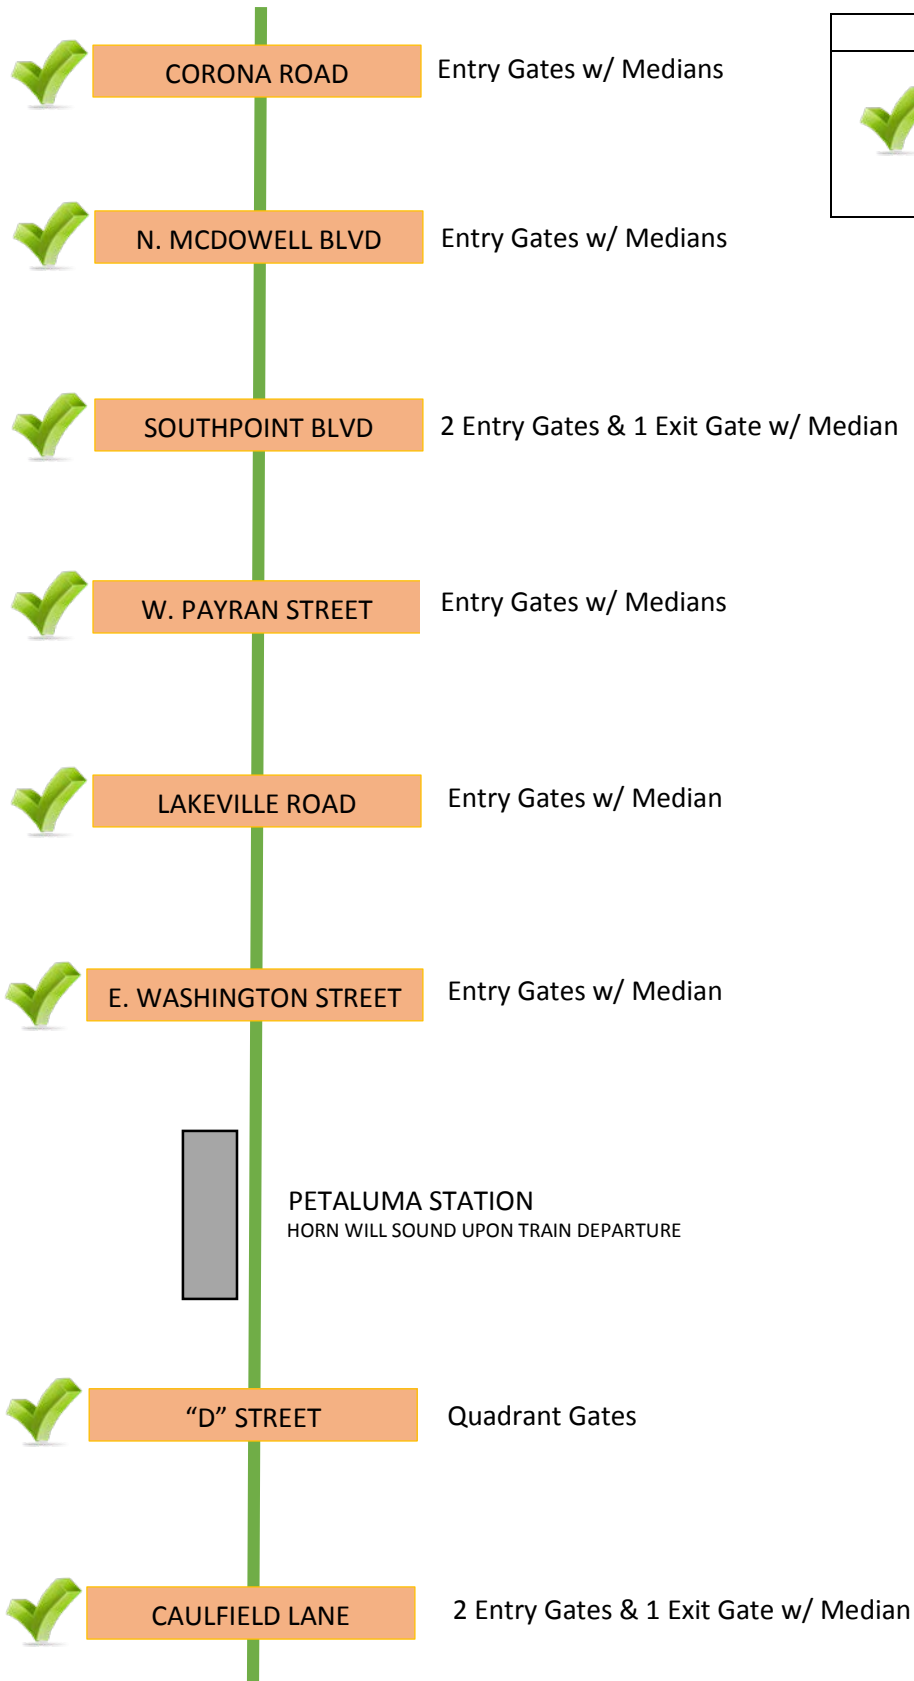 CORONA ROAD
Entry Gates w/ Medians
N. MCDOWELL BLVD
Entry Gates w/ Medians
SOUTHPOINT BLVD
2 Entry Gates & 1 Exit Gate w/ Median
W. PAYRAN STREET
Entry Gates w/ Medians
LAKEVILLE ROAD
Entry Gates w/ Median
E. WASHINGTON STREET
Entry Gates w/ Median
PETALUMA STATION
HORN WILL SOUND UPON TRAIN DEPARTURE
“D” STREET
Quadrant Gates
CAULFIELD LANE
2 Entry Gates & 1 Exit Gate w/ Median